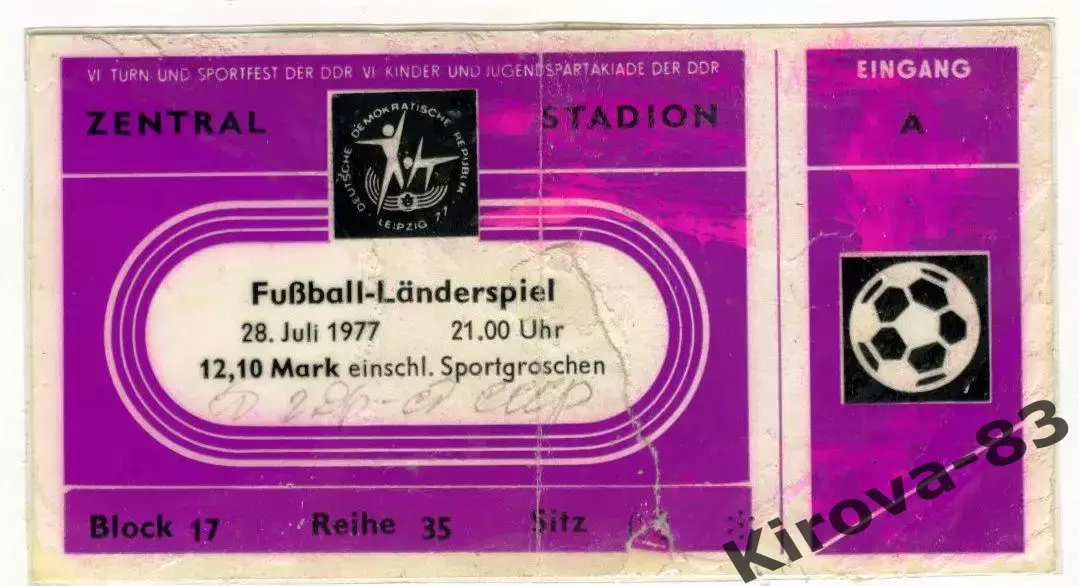 VI TURN UND SPORTFEST DER DDR VI KINDER UND JUGENDSPARTAKIADE DER DDR
ZENTRAL STADION
DEUTSCHE DEMOKRATISCHE REPUBLIK
LEIPZIG 77
Fußball-Länderspiel
28. Juli 1977 21.00 Uhr
12,10 Mark einschl. Sportgroschen
СССР
Block 17 Reihe 35 Sitz
EINGANG
A
Kirova-83